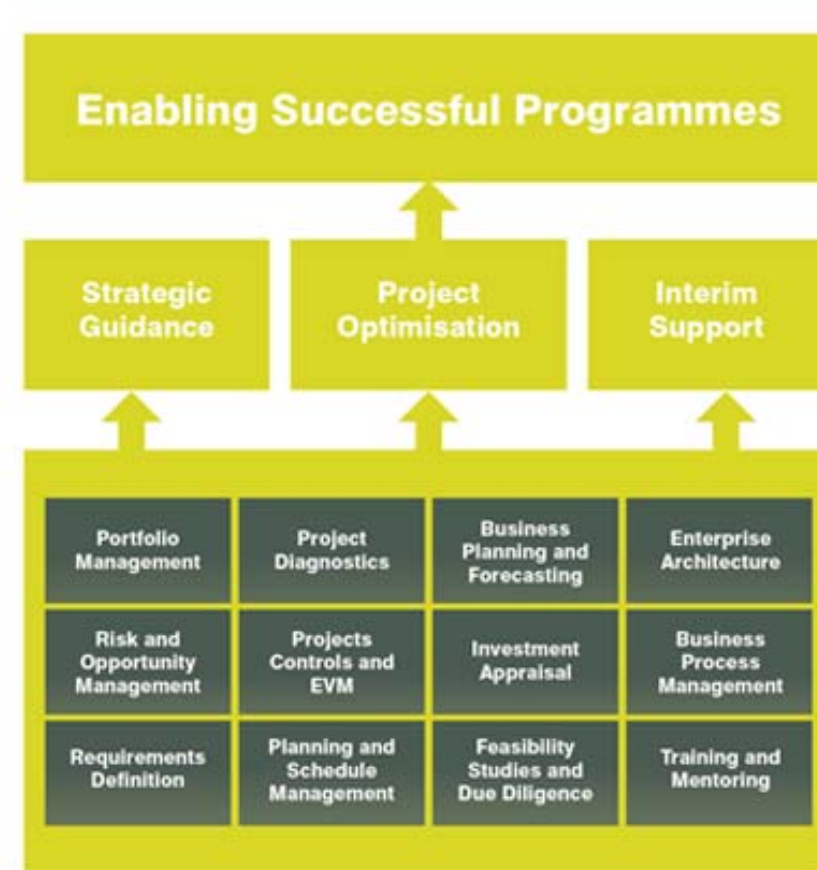 Enabling Successful Programmes
Strategic
Guidance
Project
Optimisation
Interim
Support
Portfolio
Management
Project
Diagnostics
Business
Planning and
Forecasting
Enterprise
Architecture
Risk and
Opportunity
Management
Projects
Controls and
EVM
Investment
Appraisal
Business
Process
Management
Requirements
Definition
Planning and
Schedule
Management
Feasibility
Studies and
Due Diligence
Training and
Mentoring